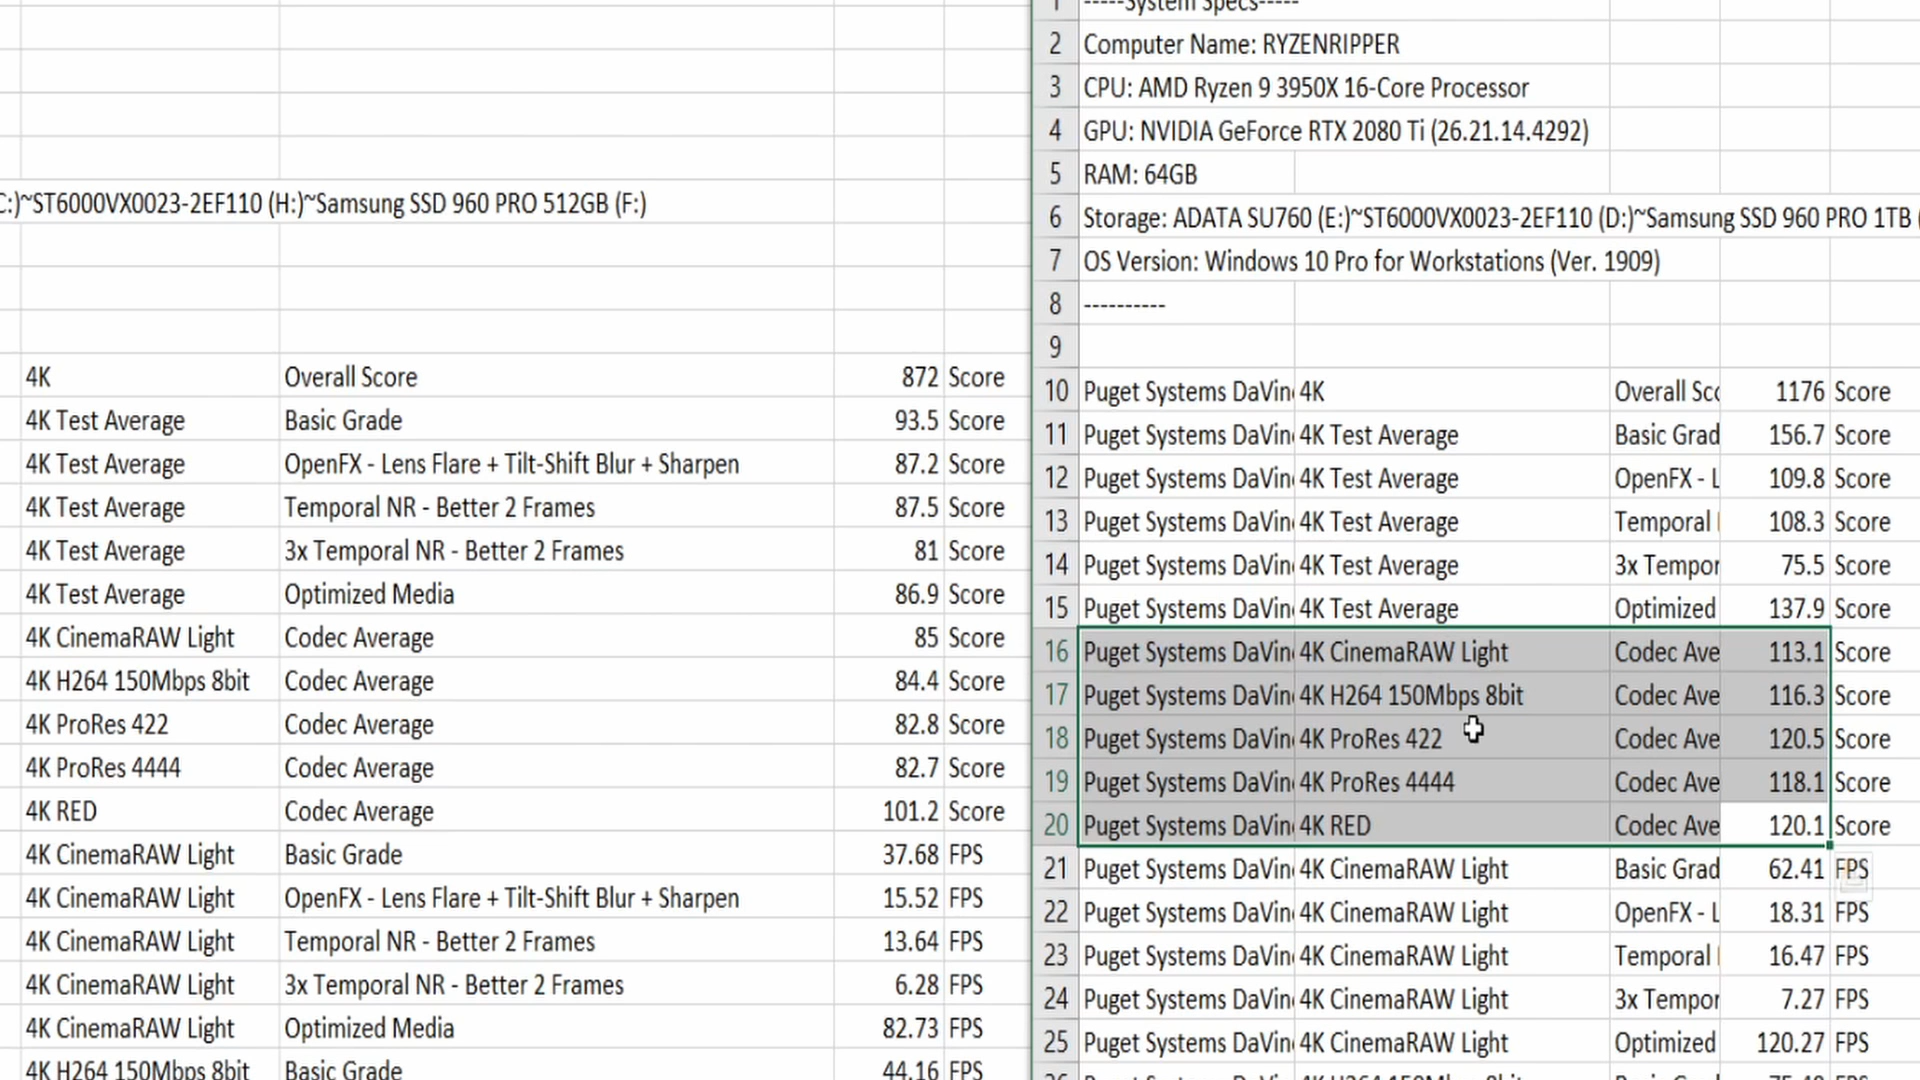 C:)~ST6000VX0023-2EF110 (H:)~Samsung SSD 960 PRO 512GB (F:)
4K Overall Score 872 Score
4K Test Average Basic Grade 93.5 Score
4K Test Average OpenFX - Lens Flare + Tilt-Shift Blur + Sharpen 87.2 Score
4K Test Average Temporal NR - Better 2 Frames 87.5 Score
4K Test Average 3x Temporal NR - Better 2 Frames 81 Score
4K Test Average Optimized Media 86.9 Score
4K CinemaRAW Light Codec Average 85 Score
4K H264 150Mbps 8bit Codec Average 84.4 Score
4K ProRes 422 Codec Average 82.8 Score
4K ProRes 4444 Codec Average 82.7 Score
4K RED Codec Average 101.2 Score
4K CinemaRAW Light Basic Grade 37.68 FPS
4K CinemaRAW Light OpenFX - Lens Flare + Tilt-Shift Blur + Sharpen 15.52 FPS
4K CinemaRAW Light Temporal NR - Better 2 Frames 13.64 FPS
4K CinemaRAW Light 3x Temporal NR - Better 2 Frames 6.28 FPS
4K CinemaRAW Light Optimized Media 82.73 FPS
4K H264 150Mbps 8bit Basic Grade 44.16 FPS
1 -----System Specs-----
2 Computer Name: RYZENRIPPER
3 CPU: AMD Ryzen 9 3950X 16-Core Processor
4 GPU: NVIDIA GeForce RTX 2080 Ti (26.21.14.4292)
5 RAM: 64GB
6 Storage: ADATA SU760 (E:)~ST6000VX0023-2EF110 (D:)~Samsung SSD 960 PRO 1TB (
7 OS Version: Windows 10 Pro for Workstations (Ver. 1909)
8 ----------
9
10 Puget Systems DaVin 4K Overall Sco 1176 Score
11 Puget Systems DaVin 4K Test Average Basic Grad 156.7 Score
12 Puget Systems DaVin 4K Test Average OpenFX - L 109.8 Score
13 Puget Systems DaVin 4K Test Average Temporal 108.3 Score
14 Puget Systems DaVin 4K Test Average 3x Tempor 75.5 Score
15 Puget Systems DaVin 4K Test Average Optimized 137.9 Score
16 Puget Systems DaVin 4K CinemaRAW Light Codec Ave 113.1 Score
17 Puget Systems DaVin 4K H264 150Mbps 8bit Codec Ave 116.3 Score
18 Puget Systems DaVin 4K ProRes 422 Codec Ave 120.5 Score
19 Puget Systems DaVin 4K ProRes 4444 Codec Ave 118.1 Score
20 Puget Systems DaVin 4K RED Codec Ave 120.1 Score
21 Puget Systems DaVin 4K CinemaRAW Light Basic Grad 62.41 FPS
22 Puget Systems DaVin 4K CinemaRAW Light OpenFX - L 18.31 FPS
23 Puget Systems DaVin 4K CinemaRAW Light Temporal 16.47 FPS
24 Puget Systems DaVin 4K CinemaRAW Light 3x Tempor 7.27 FPS
25 Puget Systems DaVin 4K CinemaRAW Light Optimized 120.27 FPS